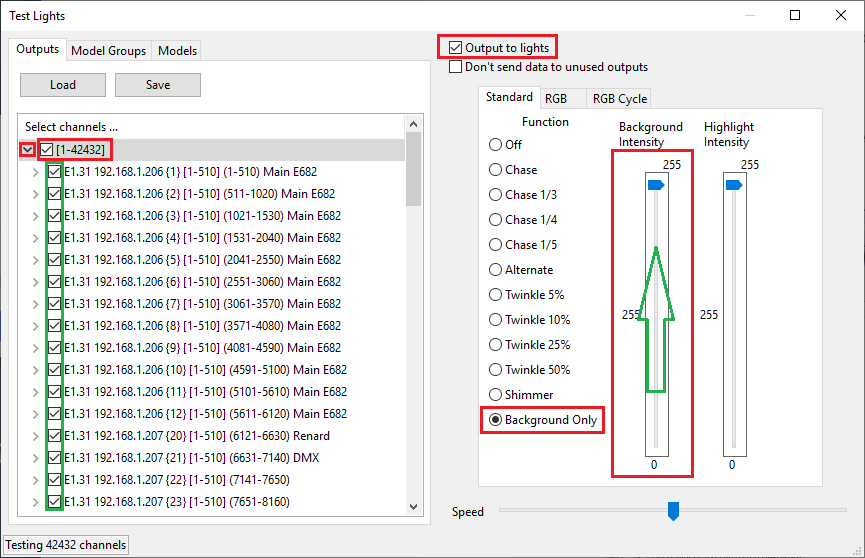 Test Lights
Outputs Model Groups Models
Load Save
Select channels ...
[1-42432]
E1.31 192.168.1.206 {1} [1-510] (1-510) Main E682
E1.31 192.168.1.206 {2} [1-510] (511-1020) Main E682
E1.31 192.168.1.206 {3} [1-510] (1021-1530) Main E682
E1.31 192.168.1.206 {4} [1-510] (1531-2040) Main E682
E1.31 192.168.1.206 {5} [1-510] (2041-2550) Main E682
E1.31 192.168.1.206 {6} [1-510] (2551-3060) Main E682
E1.31 192.168.1.206 {7} [1-510] (3061-3570) Main E682
E1.31 192.168.1.206 {8} [1-510] (3571-4080) Main E682
E1.31 192.168.1.206 {9} [1-510] (4081-4590) Main E682
E1.31 192.168.1.206 {10} [1-510] (4591-5100) Main E682
E1.31 192.168.1.206 {11} [1-510] (5101-5610) Main E682
E1.31 192.168.1.206 {12} [1-510] (5611-6120) Main E682
E1.31 192.168.1.207 {20} [1-510] (6121-6630) Renard
E1.31 192.168.1.207 {21} [1-510] (6631-7140) DMX
E1.31 192.168.1.207 {22} [1-510] (7141-7650)
E1.31 192.168.1.207 {23} [1-510] (7651-8160)
Output to lights
Don't send data to unused outputs
Standard RGB RGB Cycle
Function
Off
Chase
Chase 1/3
Chase 1/4
Chase 1/5
Alternate
Twinkle 5%
Twinkle 10%
Twinkle 25%
Twinkle 50%
Shimmer
Background Only
Background
Intensity
255
255
0
Highlight
Intensity
255
255
0
Speed
Testing 42432 channels